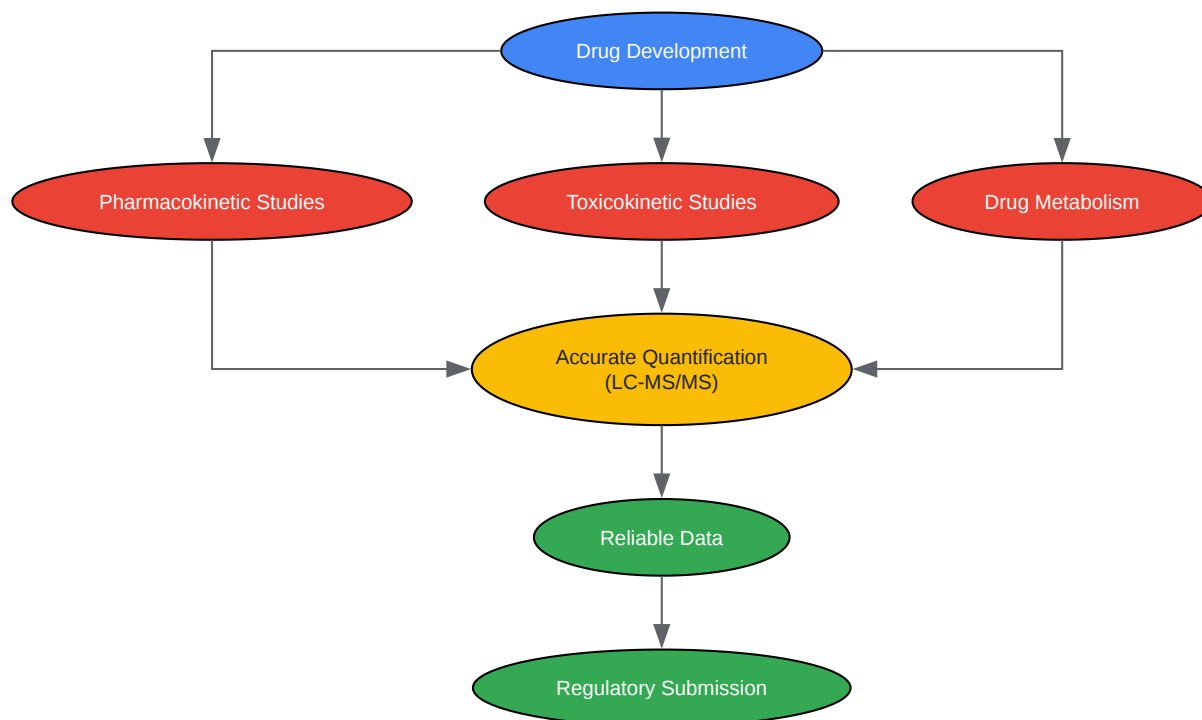 Drug Development
Pharmacokinetic Studies
Toxicokinetic Studies
Drug Metabolism
Accurate Quantification
(LC-MS/MS)
Reliable Data
Regulatory Submission